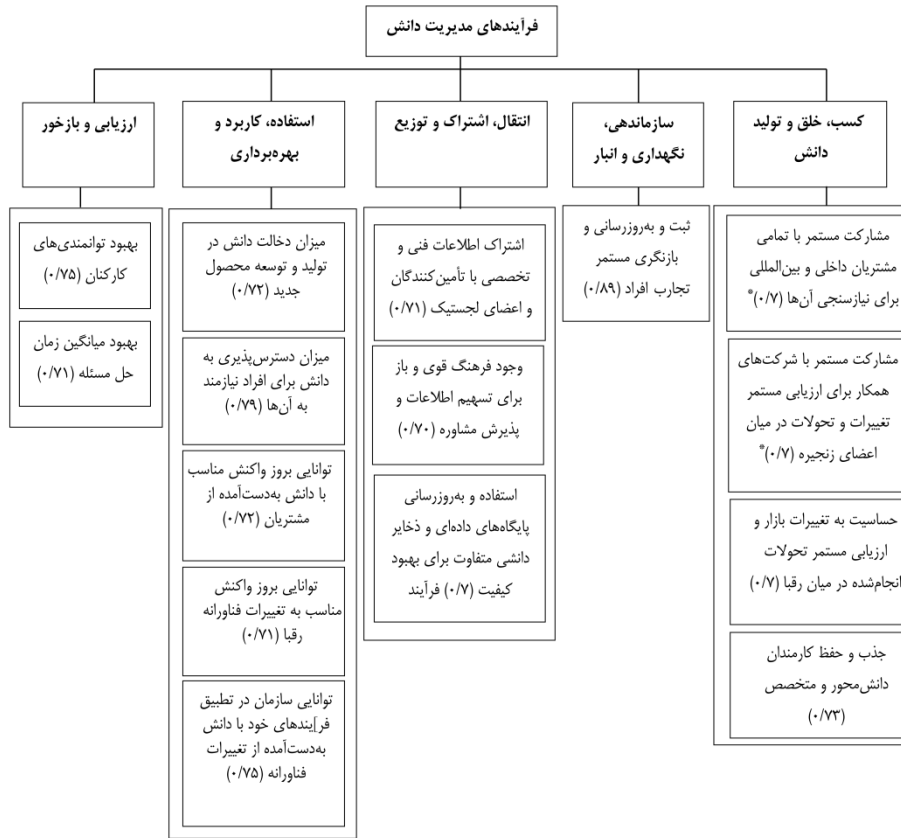 فرآیندهای مدیریت دانش
کسب، خلق و تولید
دانش
سازماندهی،
نگهداری و انبار
انتقال، اشتراک و توزیع
استفاده، کاربرد و
بهره‌برداری
ارزیابی و بازخور
مشارکت مستمر با تمامی
مشتریان داخلی و بین‌المللی
برای نیازسنجی آن‌ها (۰/۷)*
مشارکت مستمر با شرکت‌های
همکار برای ارزیابی مستمر
تغییرات و تحولات در میان
اعضای زنجیره (۰/۷)*
حساسیت به تغییرات بازار و
ارزیابی مستمر تحولات
انجام‌شده در میان رقبا (۰/۷)
جذب و حفظ کارمندان
دانش‌محور و متخصص
(۰/۷۳)
ثبت و به‌روزرسانی و
بازنگری مستمر
تجارب افراد (۰/۸۹)
اشتراک اطلاعات فنی و
تخصصی با تأمین‌کنندگان
و اعضای لجستیک (۰/۷۱)
وجود فرهنگ قوی و باز
برای تسهیم اطلاعات و
پذیرش مشاوره (۰/۷۰)
استفاده و به‌روزرسانی
پایگاه‌های داده‌ای و ذخایر
دانشی متفاوت برای بهبود
کیفیت (۰/۷) فرآیند
میزان دخالت دانش در
تولید و توسعه محصول
جدید (۰/۷۲)
میزان دسترس‌پذیری به
دانش برای افراد نیازمند
به آن‌ها (۰/۷۹)
توانایی بروز واکنش مناسب
با دانش به‌دست‌آمده از
مشتریان (۰/۷۲)
توانایی بروز واکنش
مناسب به تغییرات فناورانه
رقبا (۰/۷۱)
توانایی سازمان در تطبیق
فر]یندهای خود با دانش
به‌دست‌آمده از تغییرات
فناورانه (۰/۷۵)
بهبود توانمندی‌های
کارکنان (۰/۷۵)
بهبود میانگین زمان
حل مسئله (۰/۷۱)